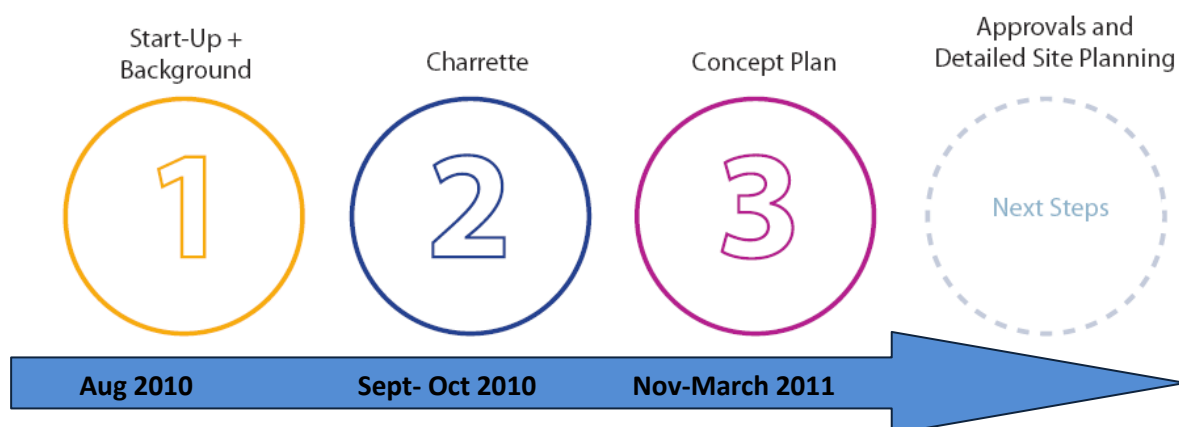 Start-Up +
Background
Charrette
Concept Plan
Approvals and
Detailed Site Planning
1
2
3
Next Steps
Aug 2010
Sept- Oct 2010
Nov-March 2011